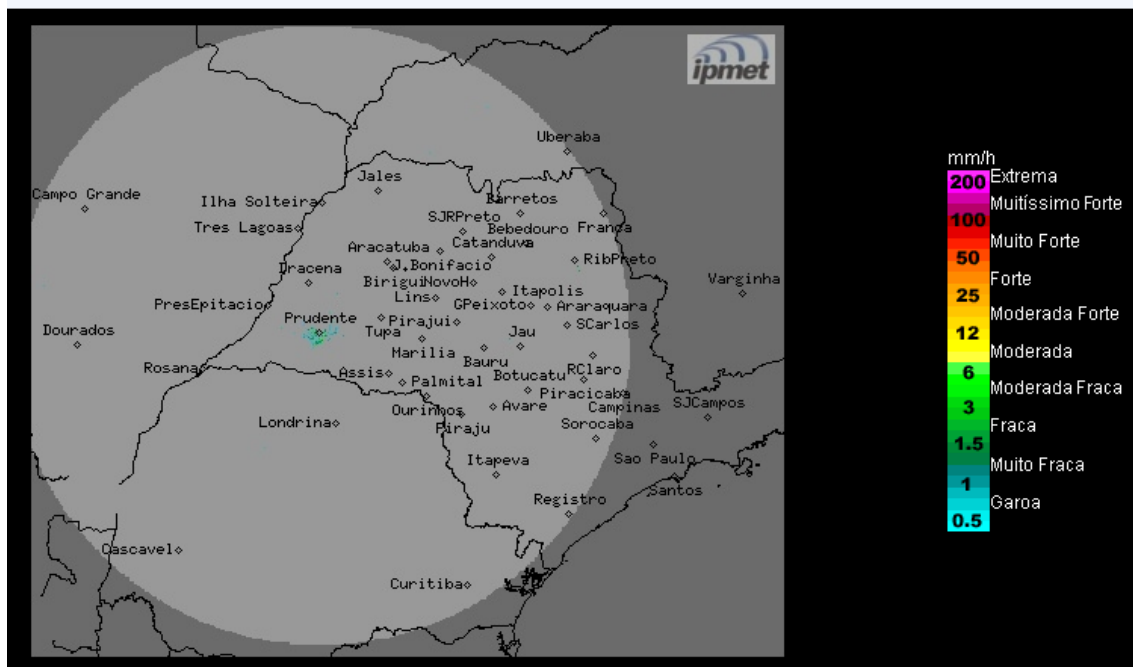 ipmet
Uberaba
Jales
Campo Grande
Ilha Solteira
Barretos
SJRPreto
Tres Lagoas
Bebedouro
Franca
Aracatuba
Catanduva
J.Bonifacio
RibPreto
Dracena
Birigui
NovoH
Varginha
Itapolis
Lins
PresEpitacio
GPeixoto
Araraquara
Prudente
Pirajui
SCarlos
Dourados
Tupa
Jau
Marilia
Bauru
Rosana
Assis
Botucatu
RClaro
Palmital
Piracicaba
Ourinhos
Avare
Campinas
SJCampos
Londrina
Piraju
Sorocaba
Itapeva
Sao Paulo
Santos
Registro
Cascavel
Curitiba
mm/h
200 Extrema
Muitíssimo Forte
100
Muito Forte
50
Forte
25
Moderada Forte
12
Moderada
6
Moderada Fraca
3
Fraca
1.5
Muito Fraca
1
Garoa
0.5